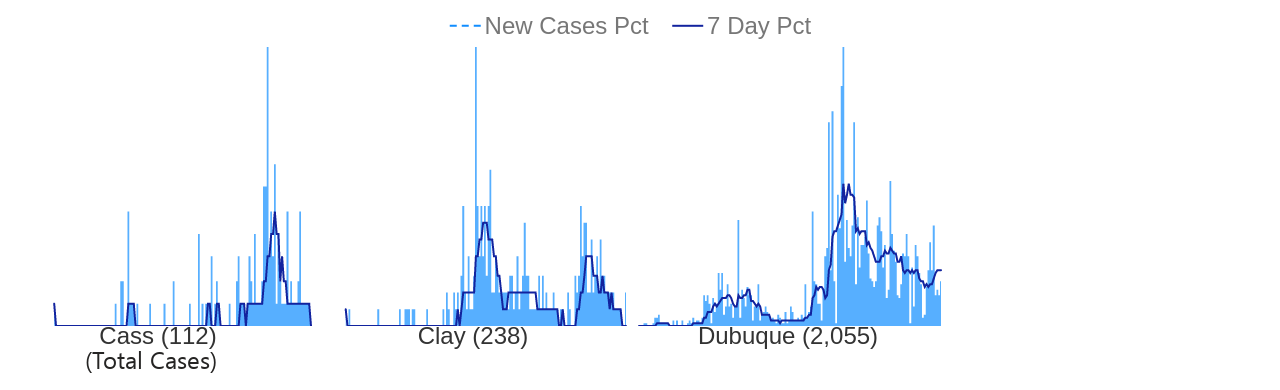 New Cases Pct 7 Day Pct
Cass (112) Clay (238) Dubuque (2,055)
(Total Cases)